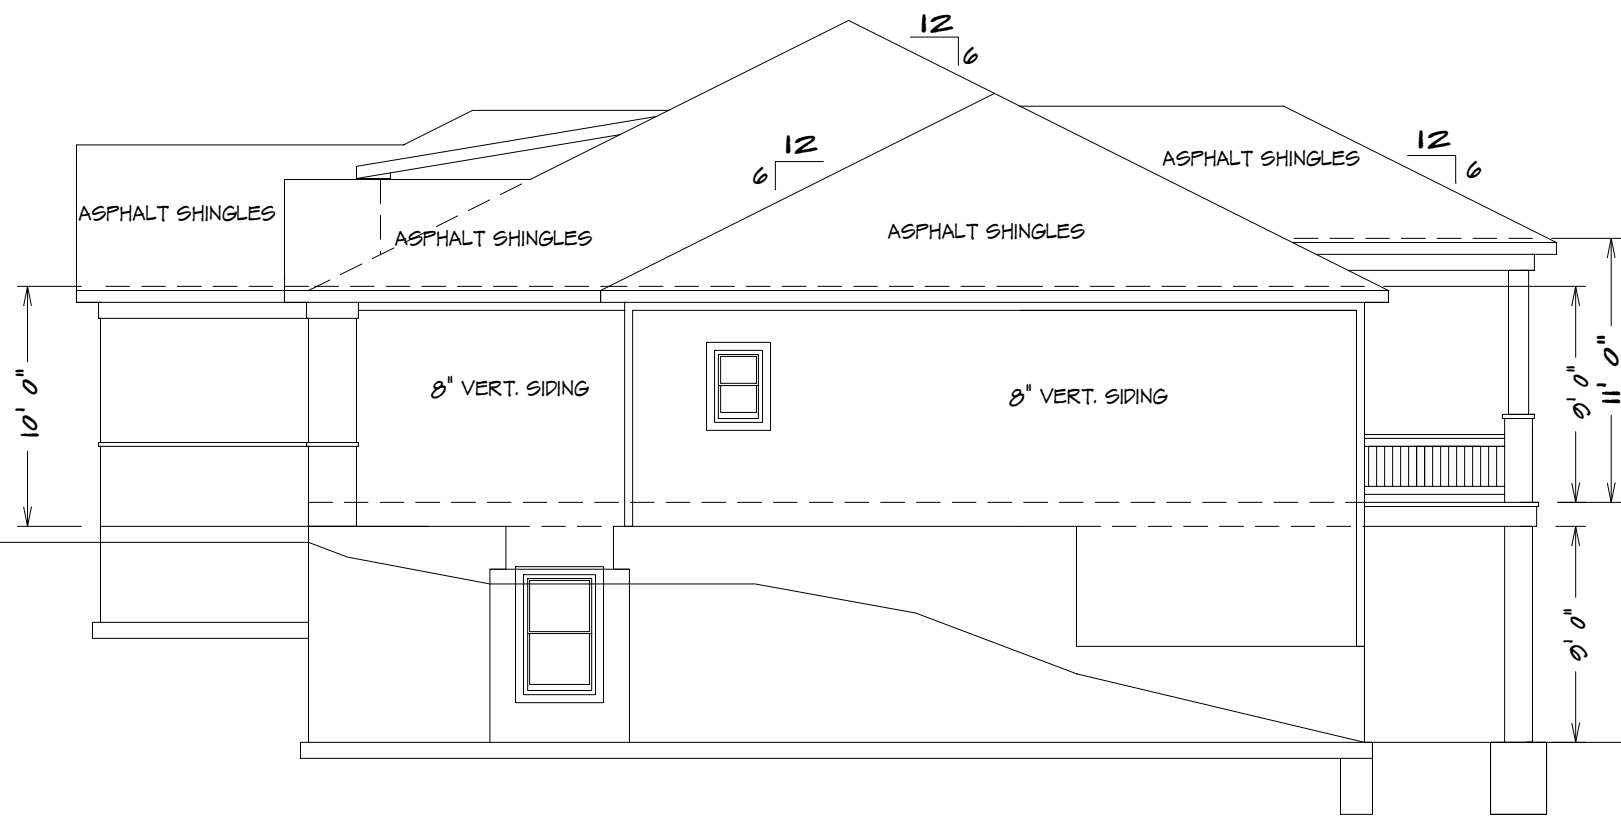 12
6
12
6
12
6
ASPHALT SHINGLES
ASPHALT SHINGLES
ASPHALT SHINGLES
ASPHALT SHINGLES
10' 0"
8" VERT. SIDING
8" VERT. SIDING
9' 0"
11' 0"
9' 0"